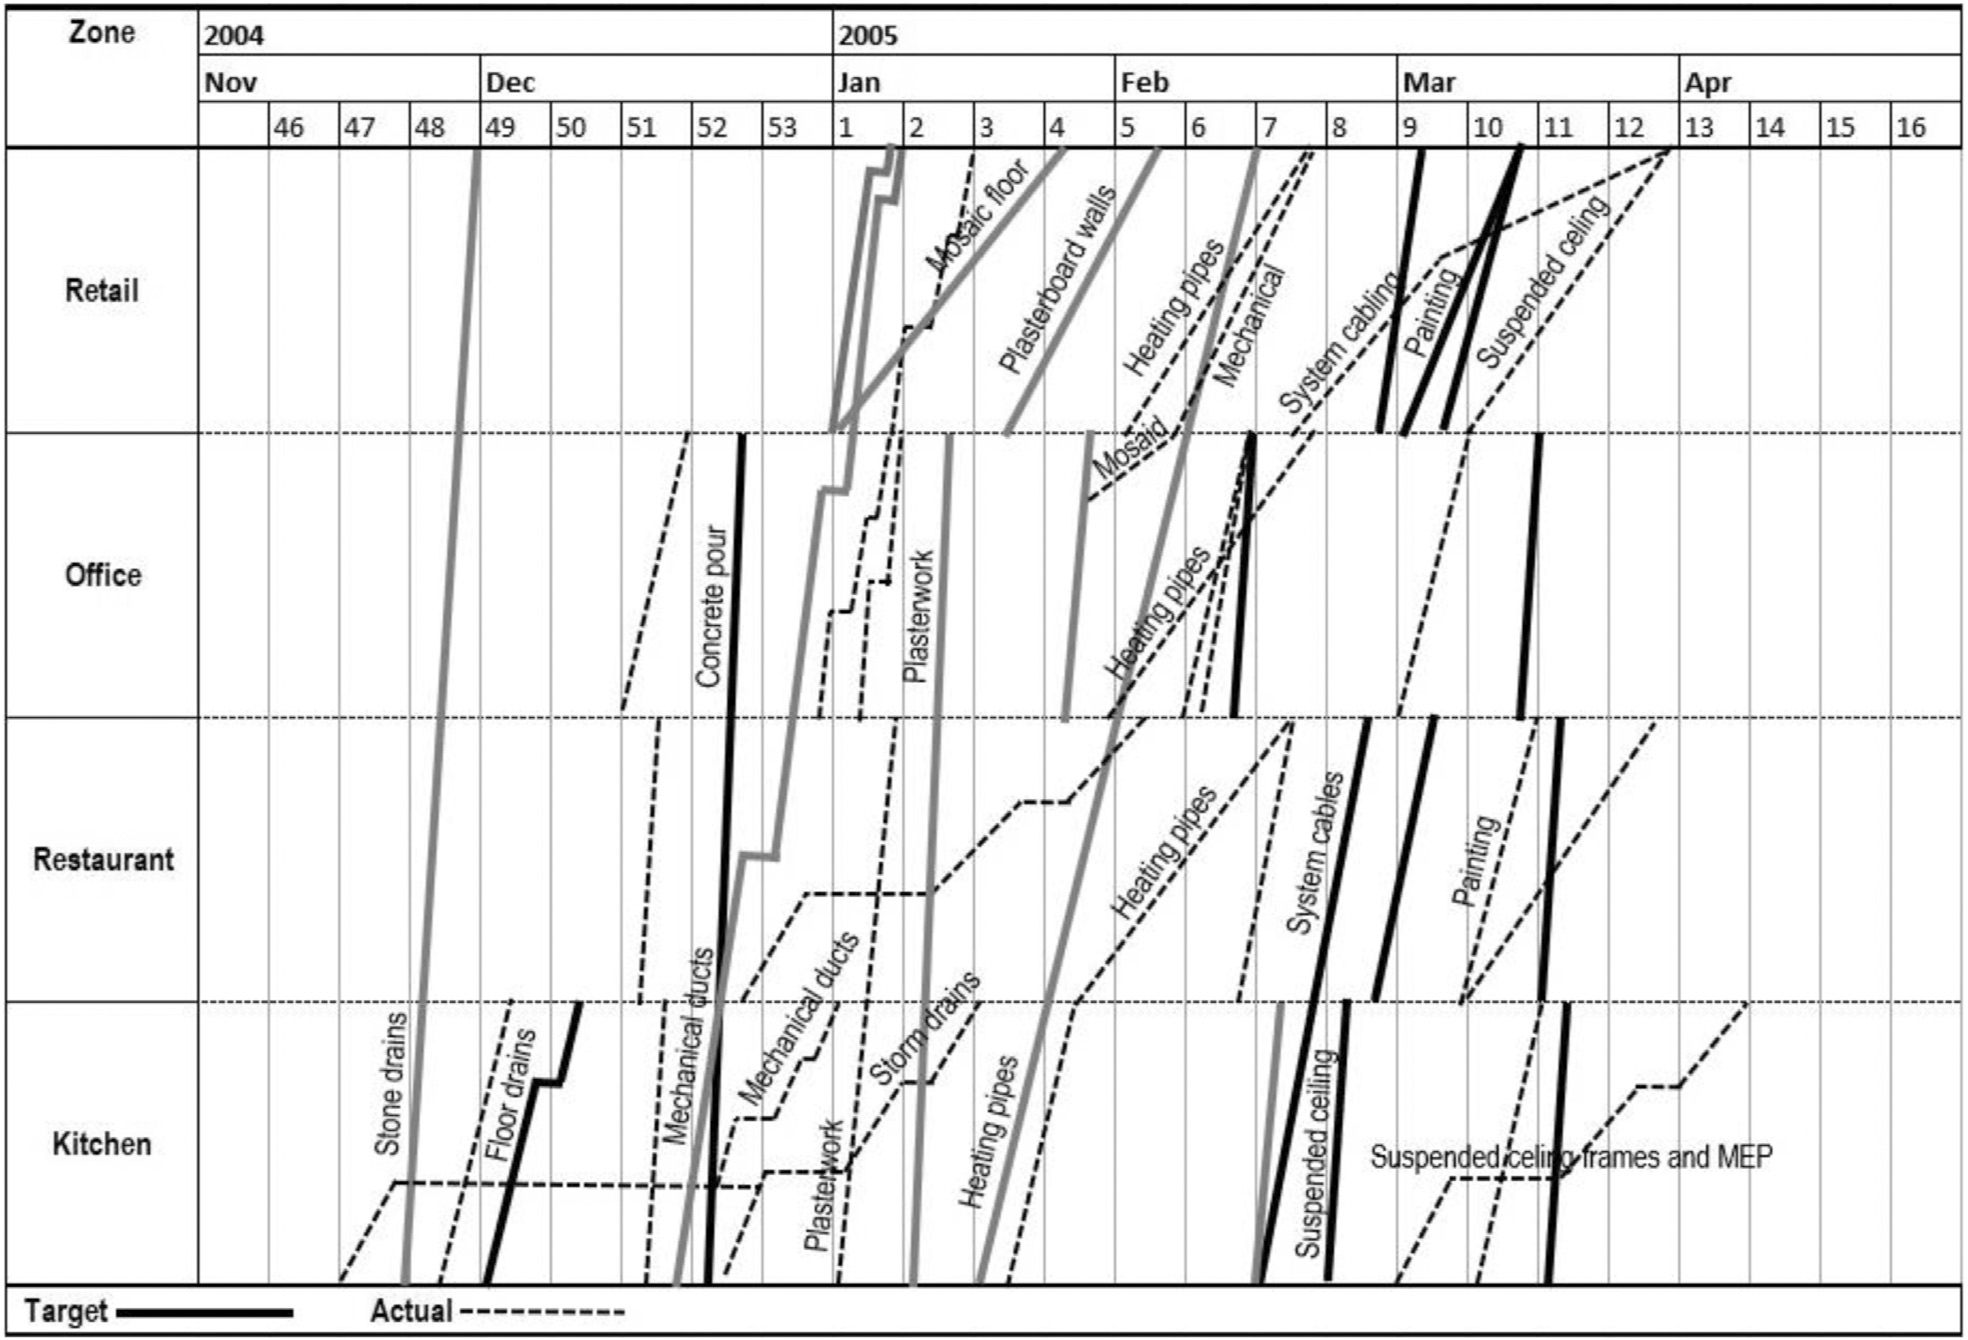 Zone
2004
2005
Nov
Dec
Jan
Feb
Mar
Apr
46 47 48 49 50 51 52 53 1 2 3 4 5 6 7 8 9 10 11 12 13 14 15 16
Retail
Mosaic floor
Plasterboard walls
Heating pipes
Mechanical
System cabling
Painting
Suspended celing
Office
Concrete pour
Plasterwork
Mosaid
Heating pipes
Restaurant
Heating pipes
System cables
Painting
Kitchen
Stone drains
Floor drains
Mechanical ducts
Mechanical ducts
Plasterwork
Storm drains
Heating pipes
Suspended ceiling
Suspended celing frames and MEP
Target
Actual